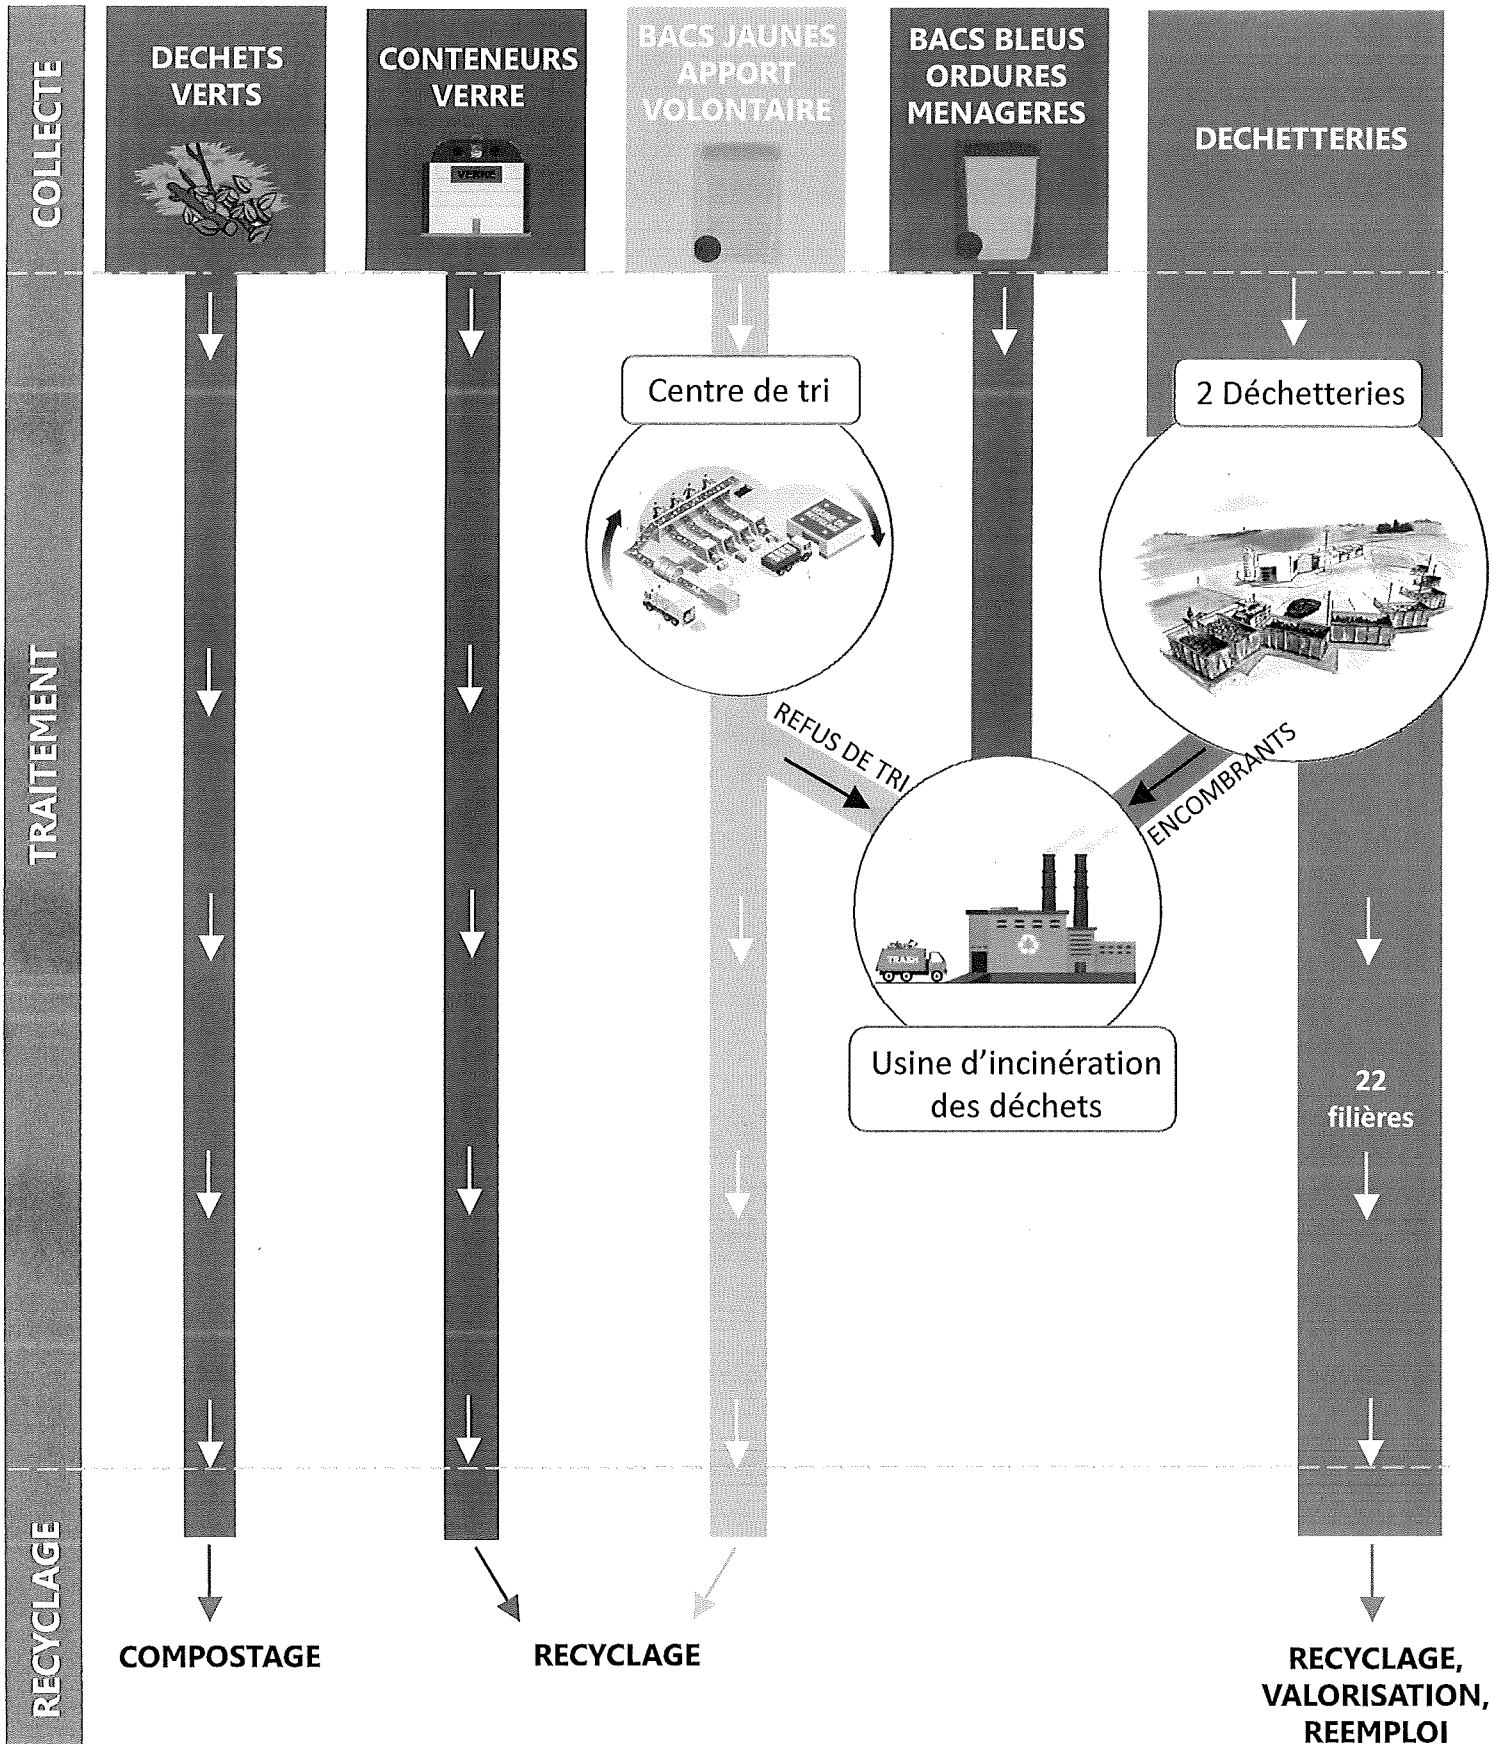 COLLECTE
DECHETS
VERTS
CONTENEURS
VERRE
VERRE
BACS JAUNES
APPORT
VOLONTAIRE
BACS BLEUS
ORDURES
MENAGERES
DECHETTERIES
TRAITEMENT
Centre de tri
2 Déchetteries
REFUS DE TRI
ENCOMBRANTS
TRASH
Usine d'incinération
des déchets
22
filières
RECYCLAGE
COMPOSTAGE
RECYCLAGE
RECYCLAGE,
VALORISATION,
REEMPLOI